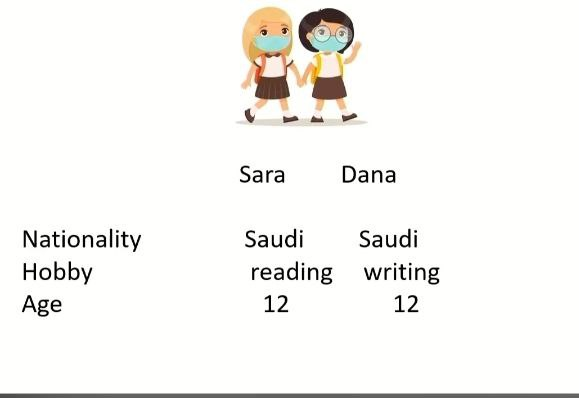 Sara Dana
Nationality Saudi Saudi
Hobby reading writing
Age 12 12